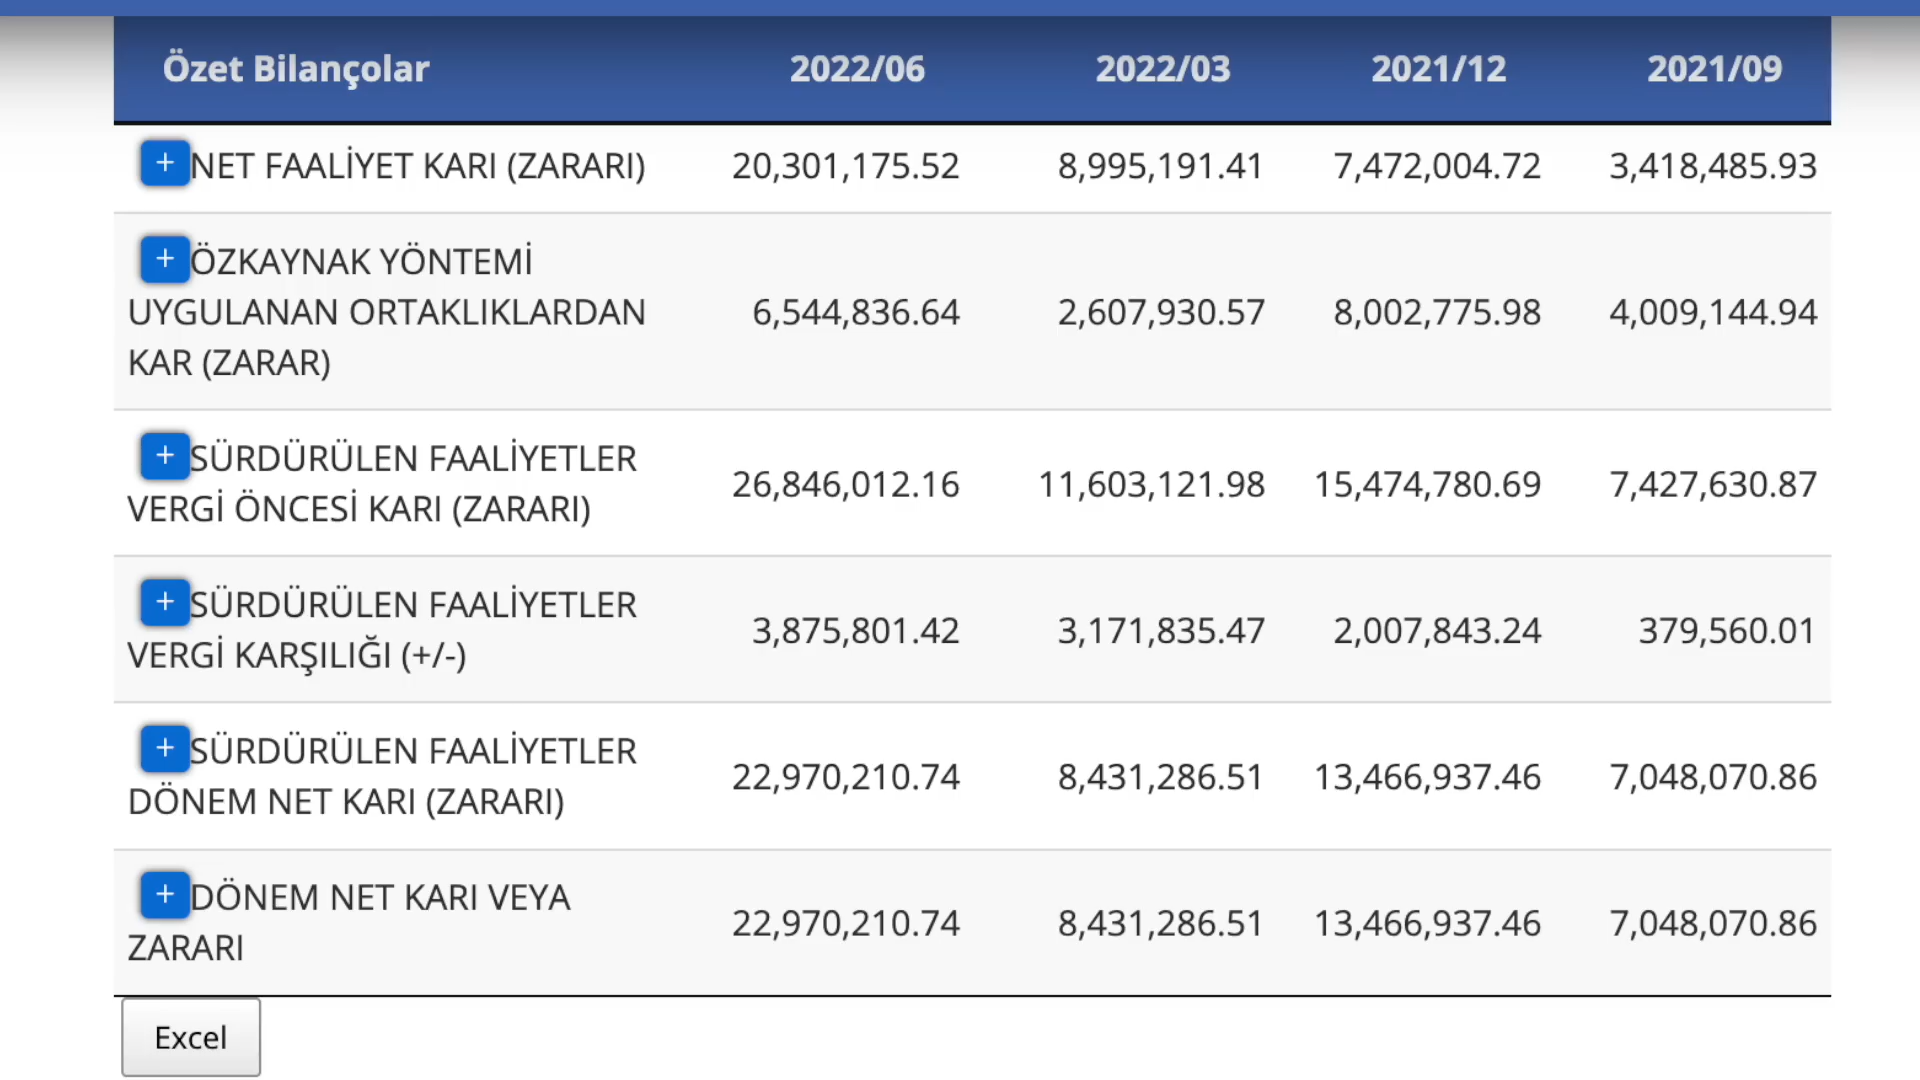 Özet Bilançolar 2022/06 2022/03 2021/12 2021/09
+ NET FAALİYET KARI (ZARARI) 20,301,175.52 8,995,191.41 7,472,004.72 3,418,485.93
+ ÖZKAYNAK YÖNTEMİ
UYGULANAN ORTAKLIKLARDAN 6,544,836.64 2,607,930.57 8,002,775.98 4,009,144.94
KAR (ZARAR)
+ SÜRDÜRÜLEN FAALİYETLER
VERGİ ÖNCESİ KARI (ZARARI) 26,846,012.16 11,603,121.98 15,474,780.69 7,427,630.87
+ SÜRDÜRÜLEN FAALİYETLER
VERGİ KARŞILIĞI (+/-) 3,875,801.42 3,171,835.47 2,007,843.24 379,560.01
+ SÜRDÜRÜLEN FAALİYETLER
DÖNEM NET KARI (ZARARI) 22,970,210.74 8,431,286.51 13,466,937.46 7,048,070.86
+ DÖNEM NET KARI VEYA
ZARARI 22,970,210.74 8,431,286.51 13,466,937.46 7,048,070.86
Excel